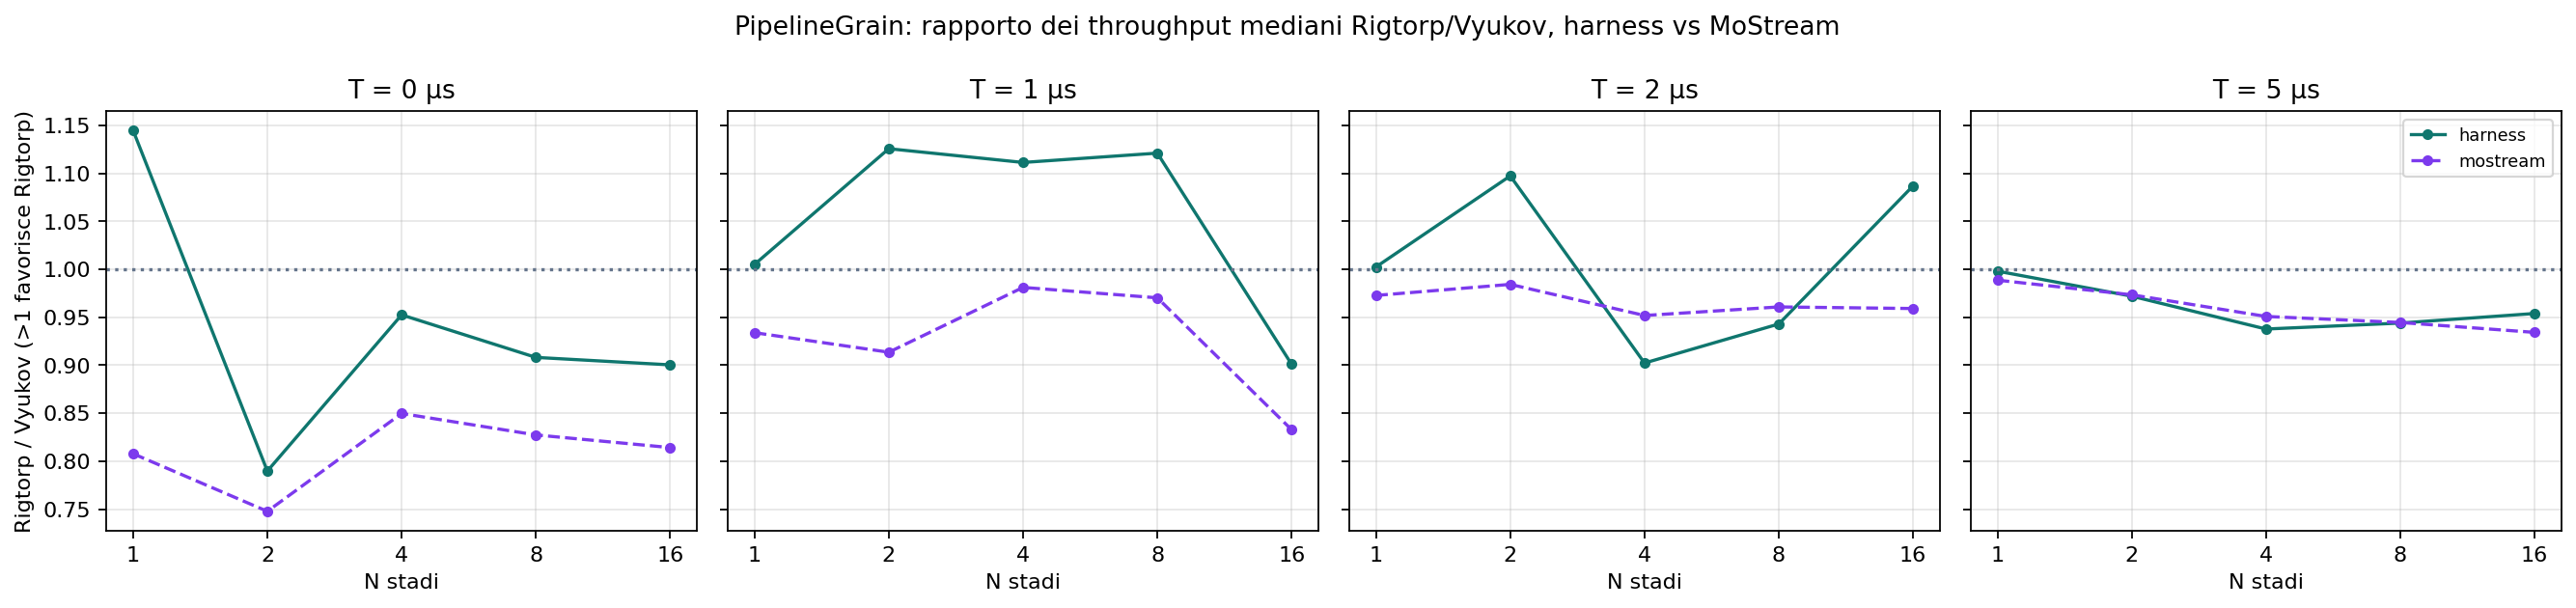 PipelineGrain: rapporto dei throughput mediani Rigtorp/Vyukov, harness vs MoStream
T = 0 µs
T = 1 µs
T = 2 µs
T = 5 µs
Rigtorp / Vyukov (>1 favorisce Rigtorp)
1.15
1.10
1.05
1.00
0.95
0.90
0.85
0.80
0.75
harness
mostream
1 2 4 8 16
1 2 4 8 16
1 2 4 8 16
1 2 4 8 16
N stadi
N stadi
N stadi
N stadi